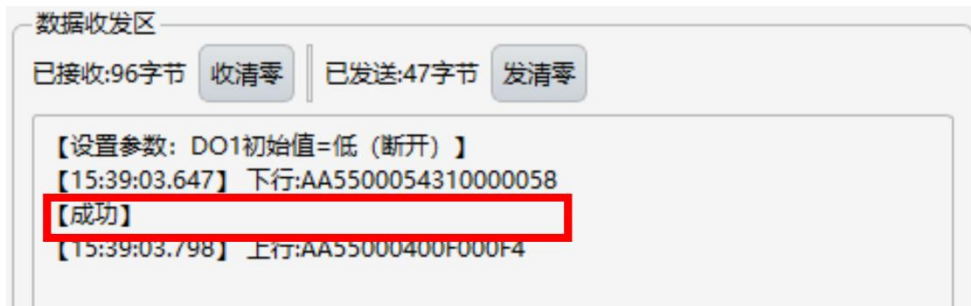 数据收发区
已接收:96字节 收清零 已发送:47字节 发清零
【设置参数：DO1初始值=低（断开）】
【15:39:03.647】 下行:AA5500054310000058
【成功】
【15:39:03.798】 上行:AA55000400F000F4